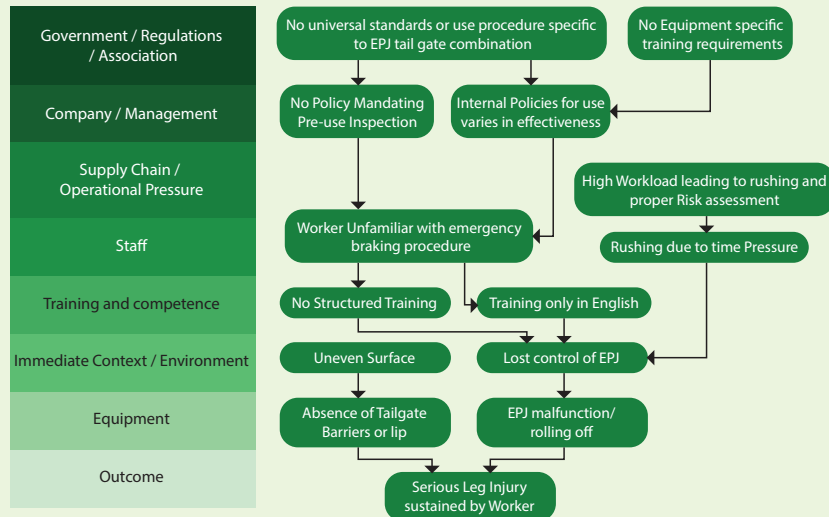 Government / Regulations
/ Association
No universal standards or use procedure specific
to EPJ tail gate combination
No Equipment specific
training requirements
Company / Management
No Policy Mandating
Pre-use Inspection
Internal Policies for use
varies in effectiveness
Supply Chain /
Operational Pressure
High Workload leading to rushing and
proper Risk assessment
Staff
Worker Unfamiliar with emergency
braking procedure
Rushing due to time Pressure
Training and competence
No Structured Training
Training only in English
Immediate Context / Environment
Uneven Surface
Lost control of EPJ
Equipment
Absence of Tailgate
Barriers or lip
EPJ malfunction/
rolling off
Outcome
Serious Leg Injury
sustained by Worker